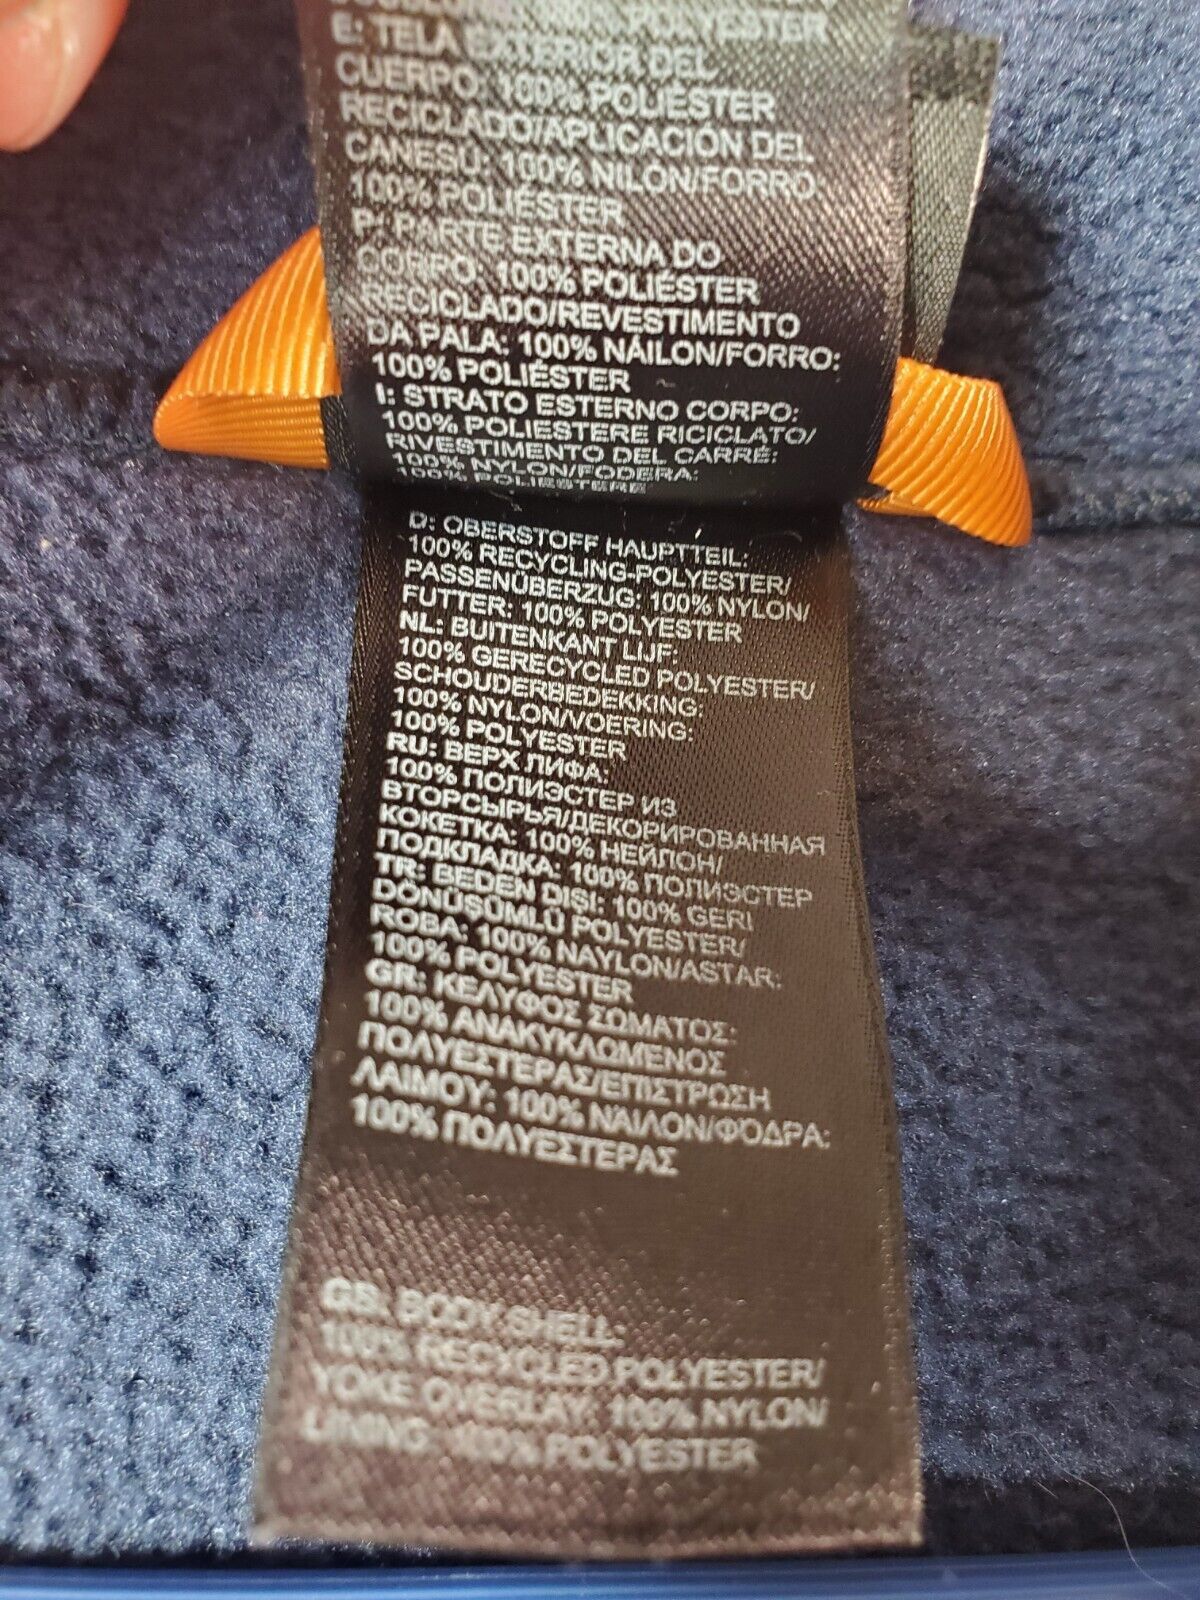 100% POLYESTER
E: TELA EXTERIOR DEL
CUERPO: 100% POLIÉSTER
RECICLADO/APLICACIÓN DEL
CANESÚ: 100% NILÓN/FORRO:
100% POLIÉSTER
P: PARTE EXTERNA DO
CORPO: 100% POLIÉSTER
RECICLADO/REVESTIMENTO
DA PALA: 100% NÁILON/FORRO:
100% POLIÉSTER
I: STRATO ESTERNO CORPO:
100% POLIESTERE RICICLATO/
RIVESTIMENTO DEL CARRÉ:
100% NYLON/FODERA:
100% POLIESTERE
D: OBERSTOFF HAUPTTEIL:
100% RECYCLING-POLYESTER/
PASSENÜBERZUG: 100% NYLON/
FUTTER: 100% POLYESTER
NL: BUITENKANT LIJF:
100% GERECYCLED POLYESTER/
SCHOUDERBEDEKKING:
100% NYLON/VOERING:
100% POLYESTER
RU: ВЕРХ ЛИФА:
100% ПОЛИЭСТЕР ИЗ
ВТОРСЫРЬЯ/ДЕКОРИРОВАННАЯ
КОКЕТКА: 100% НЕЙЛОН/
ПОДКЛАДКА: 100% ПОЛИЭСТЕР
TR: BEDEN DIŞI: 100% GERI
DÖNÜŞÜMLÜ POLYESTER/
ROBA: 100% NAYLON/ASTAR:
100% POLYESTER
GR: ΚΕΛΥΦΟΣ ΣΩΜΑΤΟΣ:
100% ΑΝΑΚΥΚΛΩΜΕΝΟΣ
ΠΟΛΥΕΣΤΕΡΑΣ/ΕΠΙΣΤΡΩΣΗ
ΛΑΙΜΟΥ: 100% ΝΑΪΛΟΝ/ΦΌΔΡΑ:
100% ΠΟΛΥΕΣΤΕΡΑΣ
GB: BODY SHELL:
100% RECYCLED POLYESTER/
YOKE OVERLAY: 100% NYLON/
LINING: 100% POLYESTER